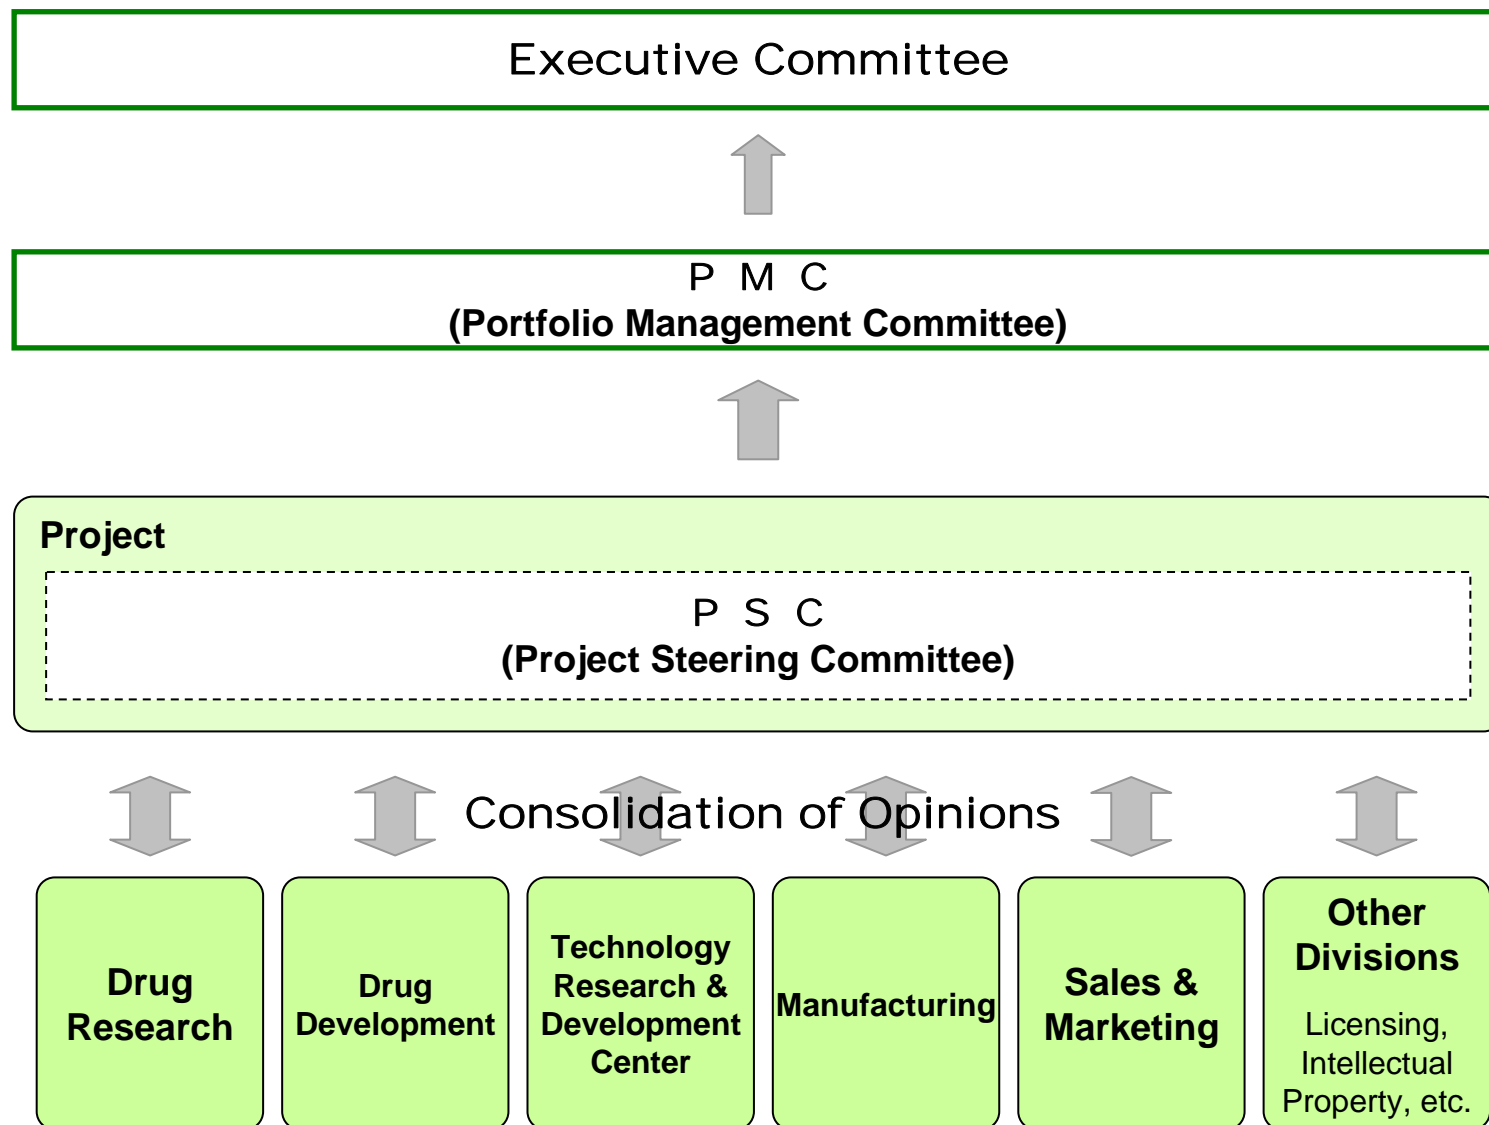 Executive Committee
P M C
(Portfolio Management Committee)
Project
P S C
(Project Steering Committee)
Consolidation of Opinions
Drug
Research
Drug
Development
Technology
Research &
Development
Center
Manufacturing
Sales &
Marketing
Other
Divisions
Licensing,
Intellectual
Property, etc.